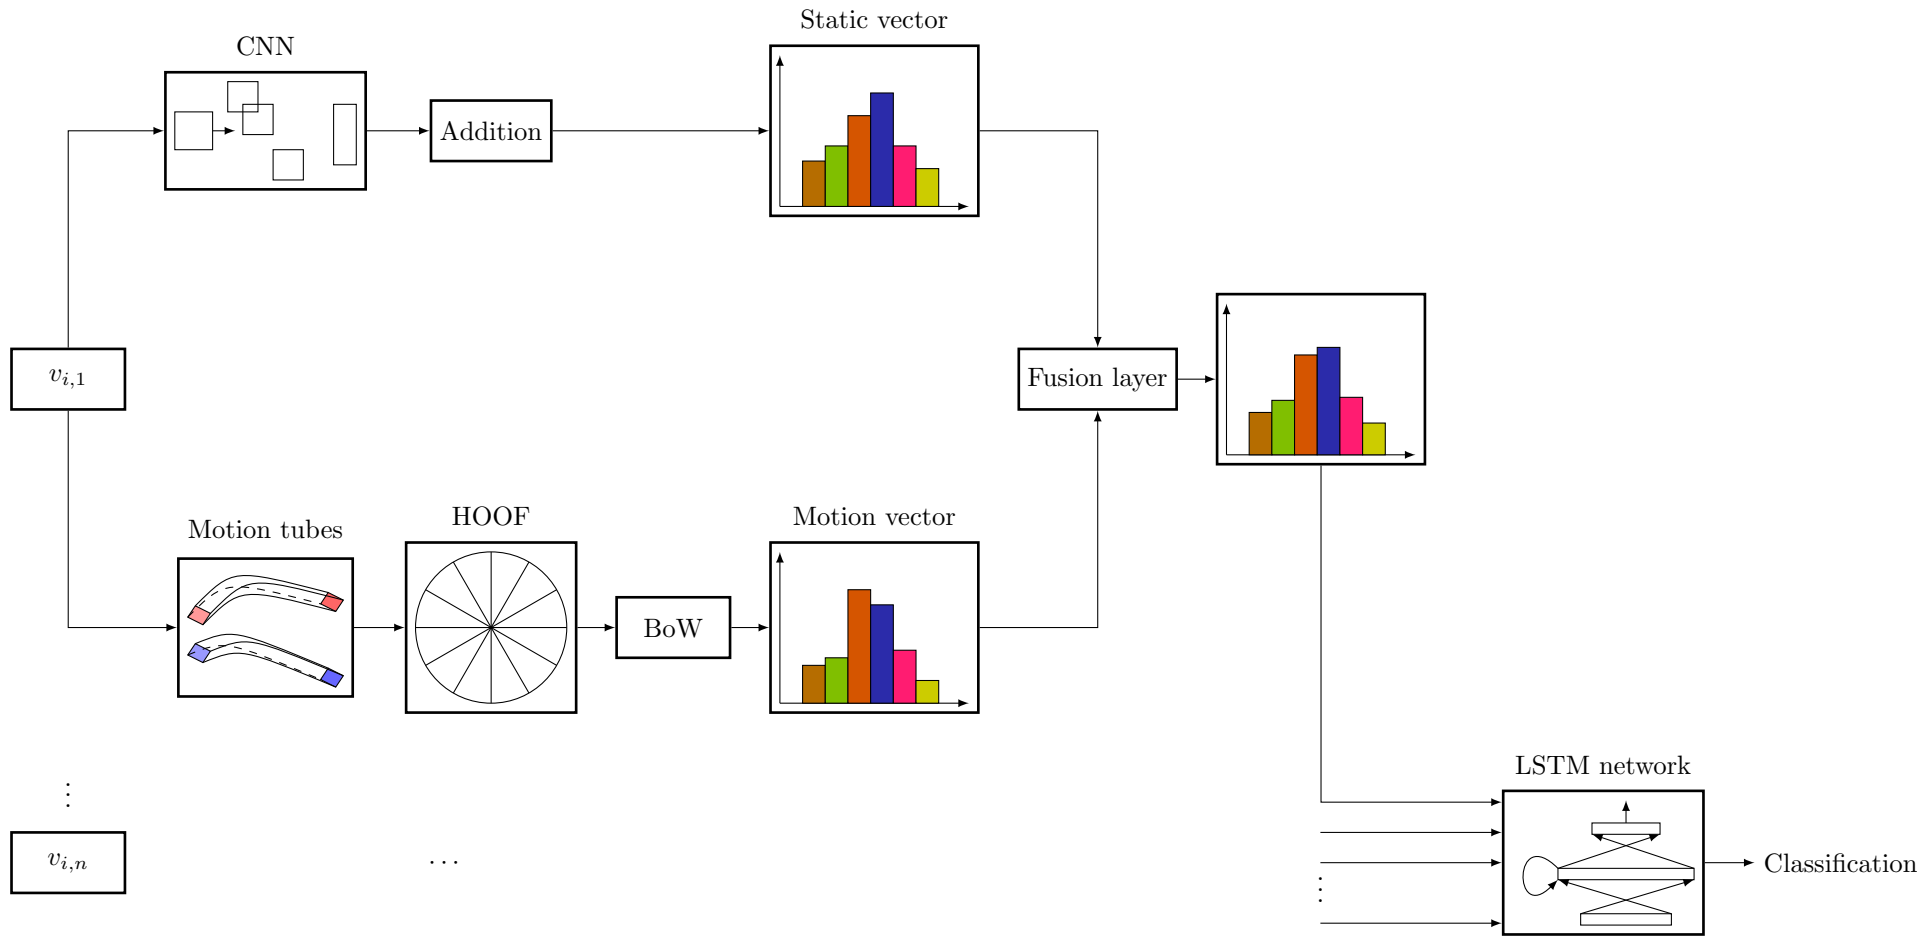 Static vector
CNN
Addition
v_{i,1}
Fusion layer
Motion tubes
HOOF
BoW
Motion vector
⋮
LSTM network
v_{i,n}
...
⋮
Classification